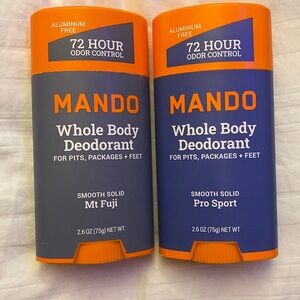 ALUMINUM
FREE
72 HOUR
ODOR CONTROL
MANDO
Whole Body
Deodorant
FOR PITS, PACKAGES + FEET
SMOOTH SOLID
Mt Fuji
2.6 OZ (75g) NET WT
ALUMINUM
FREE
72 HOUR
ODOR CONTROL
MANDO
Whole Body
Deodorant
FOR PITS, PACKAGES + FEET
SMOOTH SOLID
Pro Sport
2.6 OZ (75g) NET WT